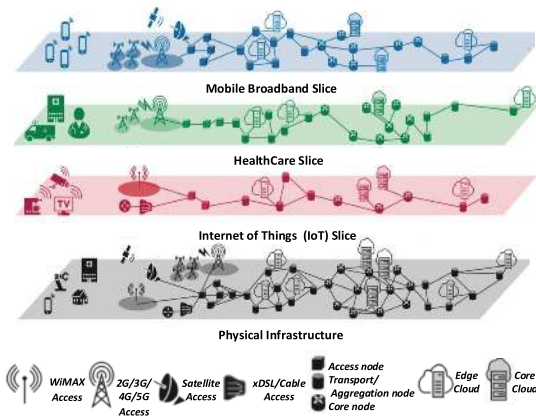 Mobile Broadband Slice
HealthCare Slice
TV
Internet of Things (IoT) Slice
Physical Infrastructure
WiMAX
Access
2G/3G/
4G/5G
Access
Satellite
Access
xDSL/Cable
Access
Access node
Transport/
Aggregation node
Core node
Edge
Cloud
Core
Cloud